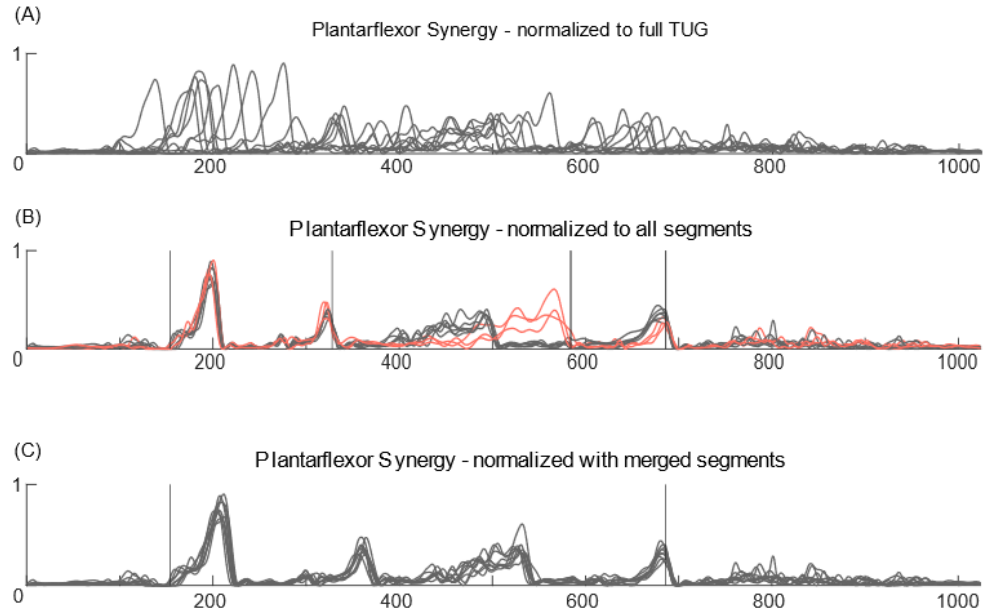 (A)
Plantarflexor Synergy - normalized to full TUG
1
0
200 400 600 800 1000
(B)
Plantarflexor Synergy - normalized to all segments
1
0
200 400 600 800 1000
(C)
Plantarflexor Synergy - normalized with merged segments
1
0
200 400 600 800 1000